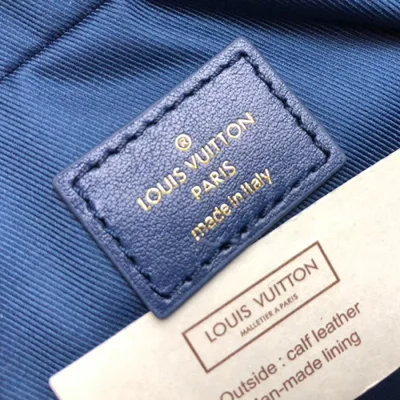 ®
LOUIS VUITTON
PARIS
made in Italy
LOUIS VUITTON
MALLETIER A PARIS
Outside : calf leather
-made lining